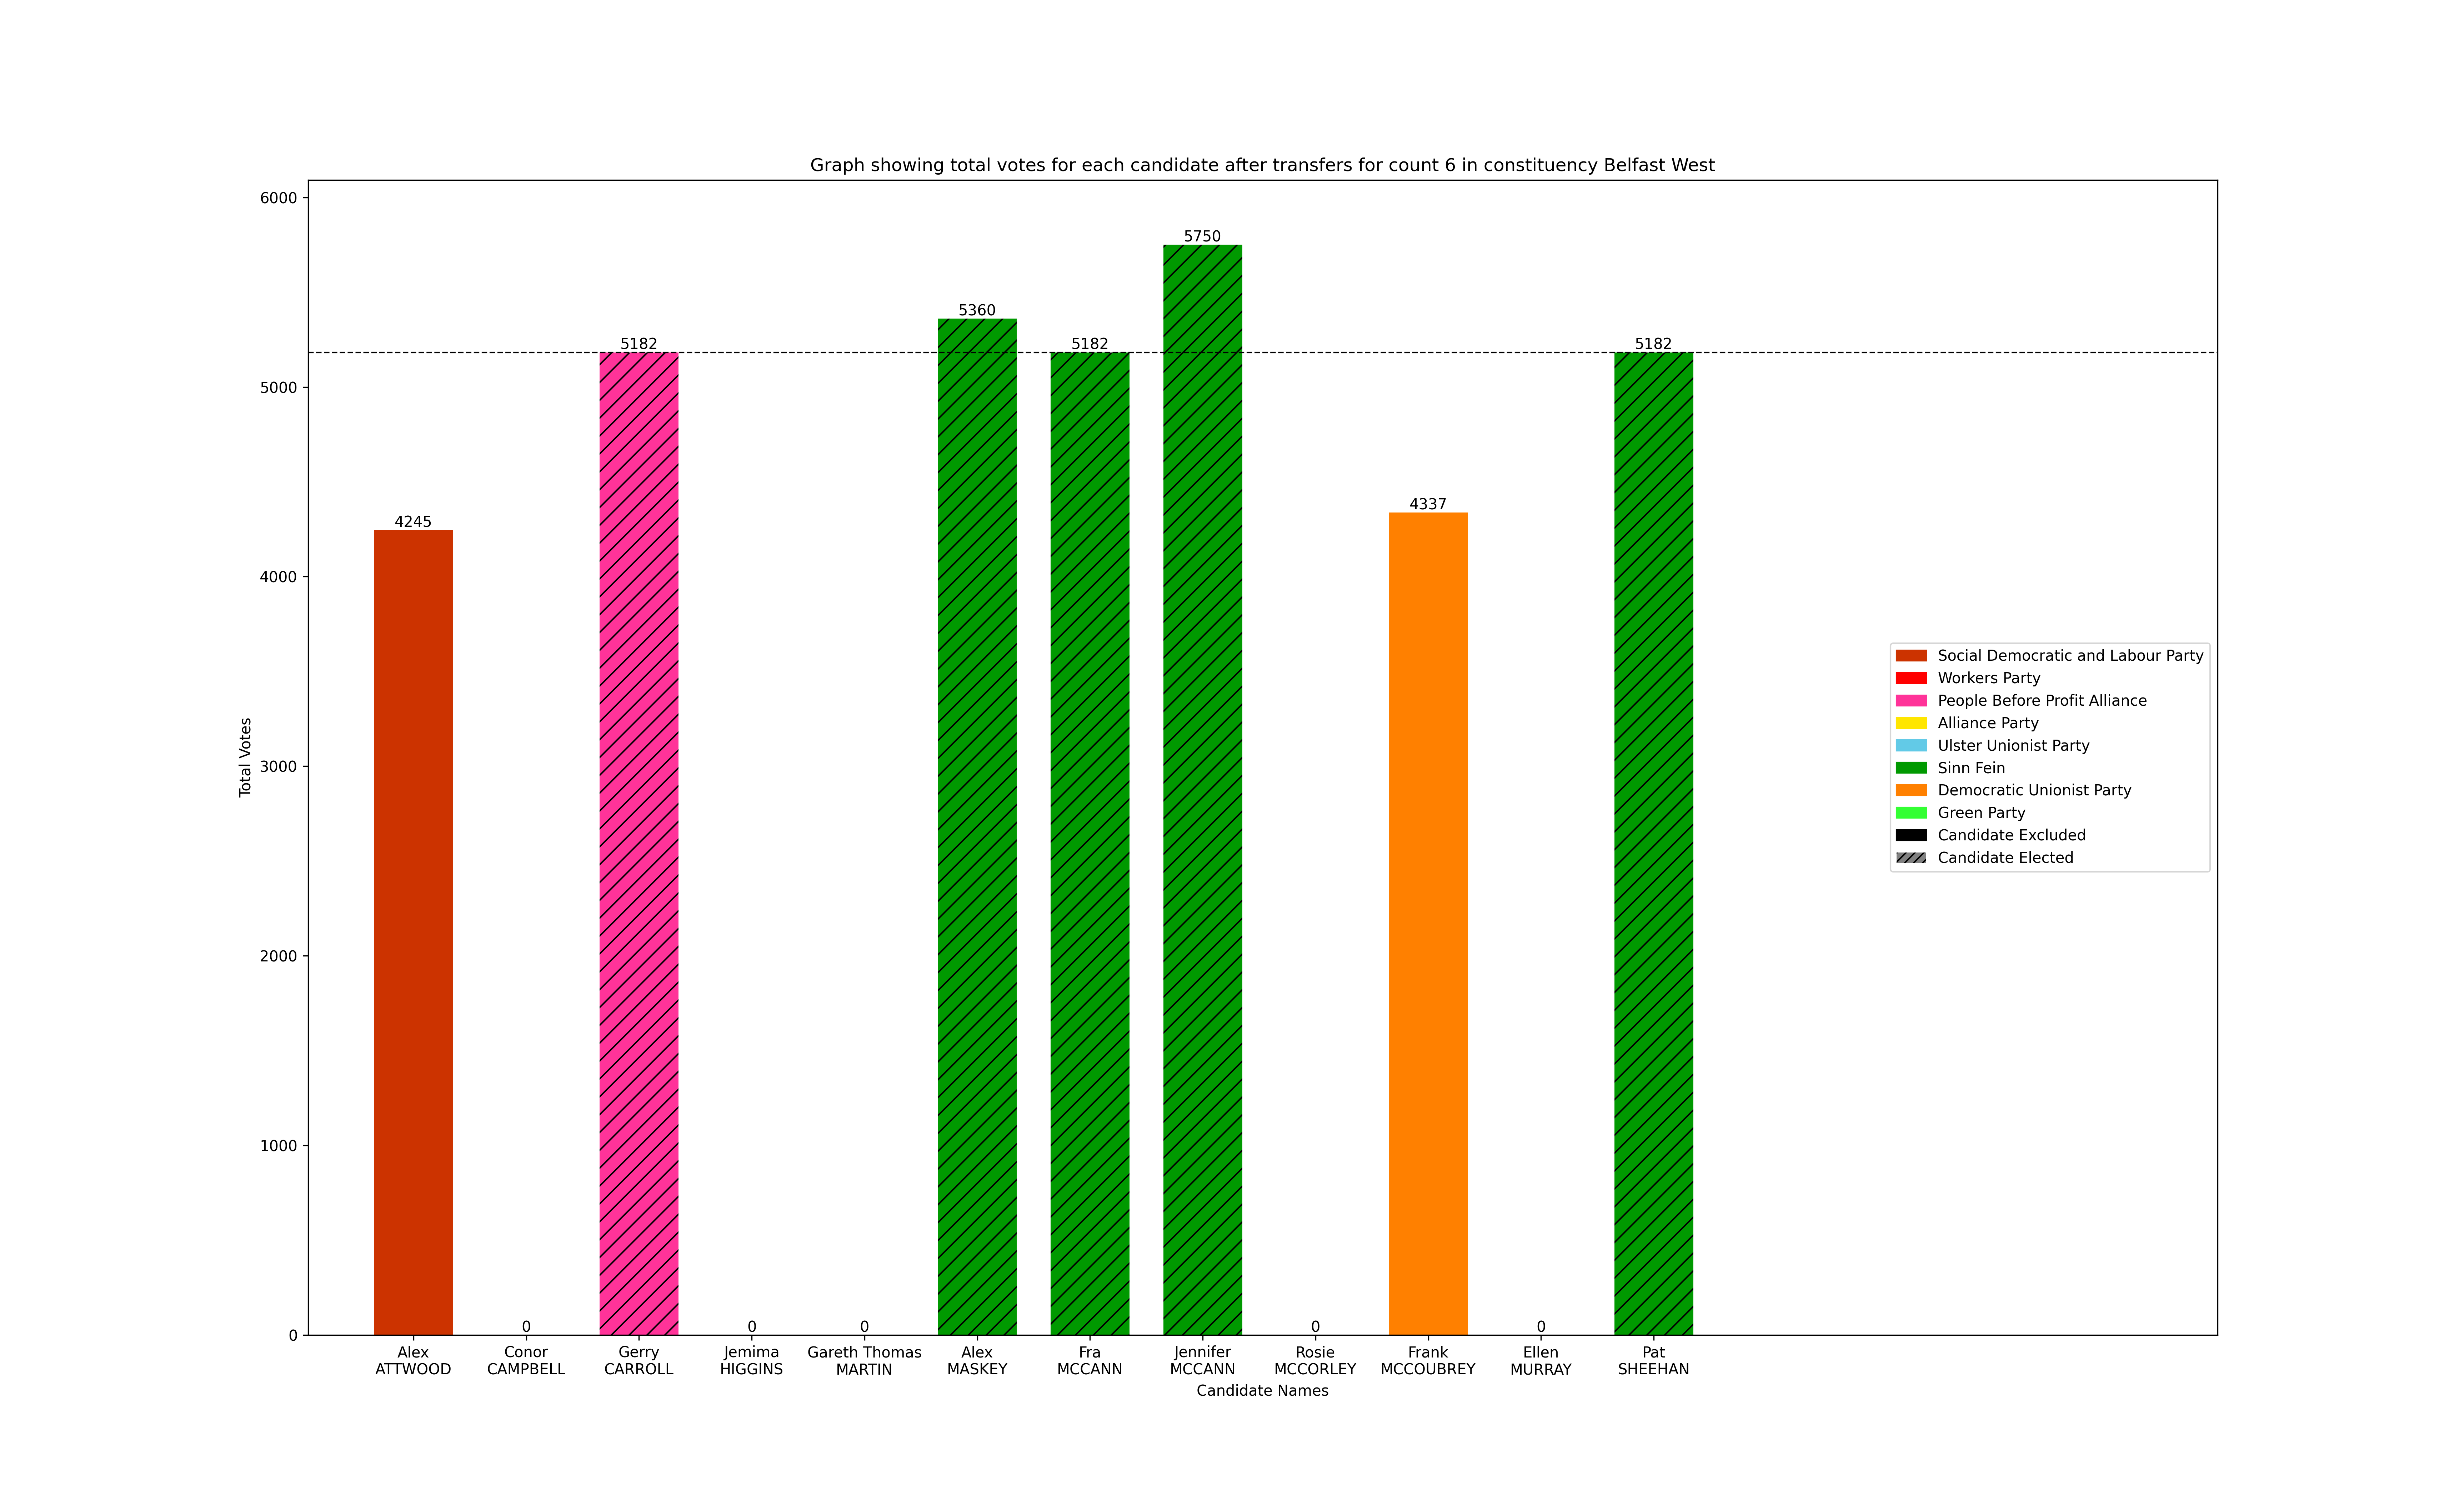 Graph showing total votes for each candidate after transfers for count 6 in constituency Belfast West
Total Votes
6000
5000
4000
3000
2000
1000
0
4245
0
5182
0
0
5360
5182
5750
0
4337
0
5182
Alex
ATTWOOD
Conor
CAMPBELL
Gerry
CARROLL
Jemima
HIGGINS
Gareth Thomas
MARTIN
Alex
MASKEY
Fra
MCCANN
Jennifer
MCCANN
Rosie
MCCORLEY
Frank
MCCOUBREY
Ellen
MURRAY
Pat
SHEEHAN
Candidate Names
Social Democratic and Labour Party
Workers Party
People Before Profit Alliance
Alliance Party
Ulster Unionist Party
Sinn Fein
Democratic Unionist Party
Green Party
Candidate Excluded
Candidate Elected